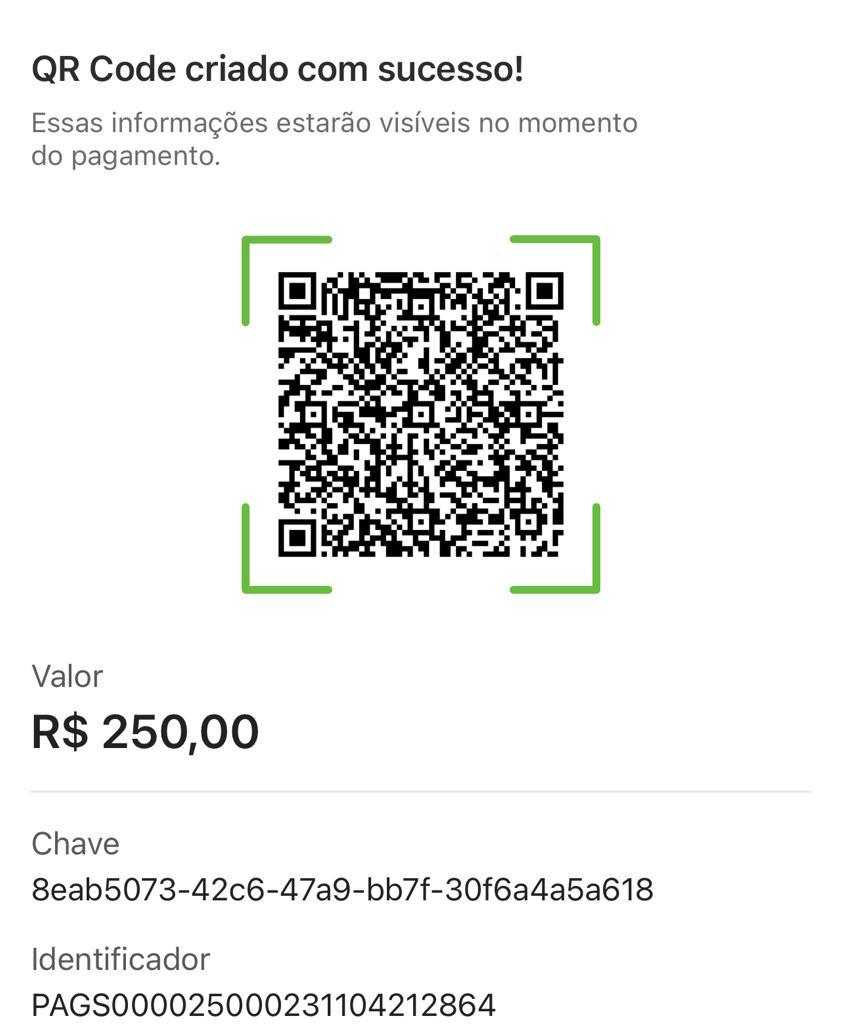 QR Code criado com sucesso!
Essas informações estarão visíveis no momento
do pagamento.
Valor
R$ 250,00
Chave
8eab5073-42c6-47a9-bb7f-30f6a4a5a618
Identificador
PAGS0000250000231104212864